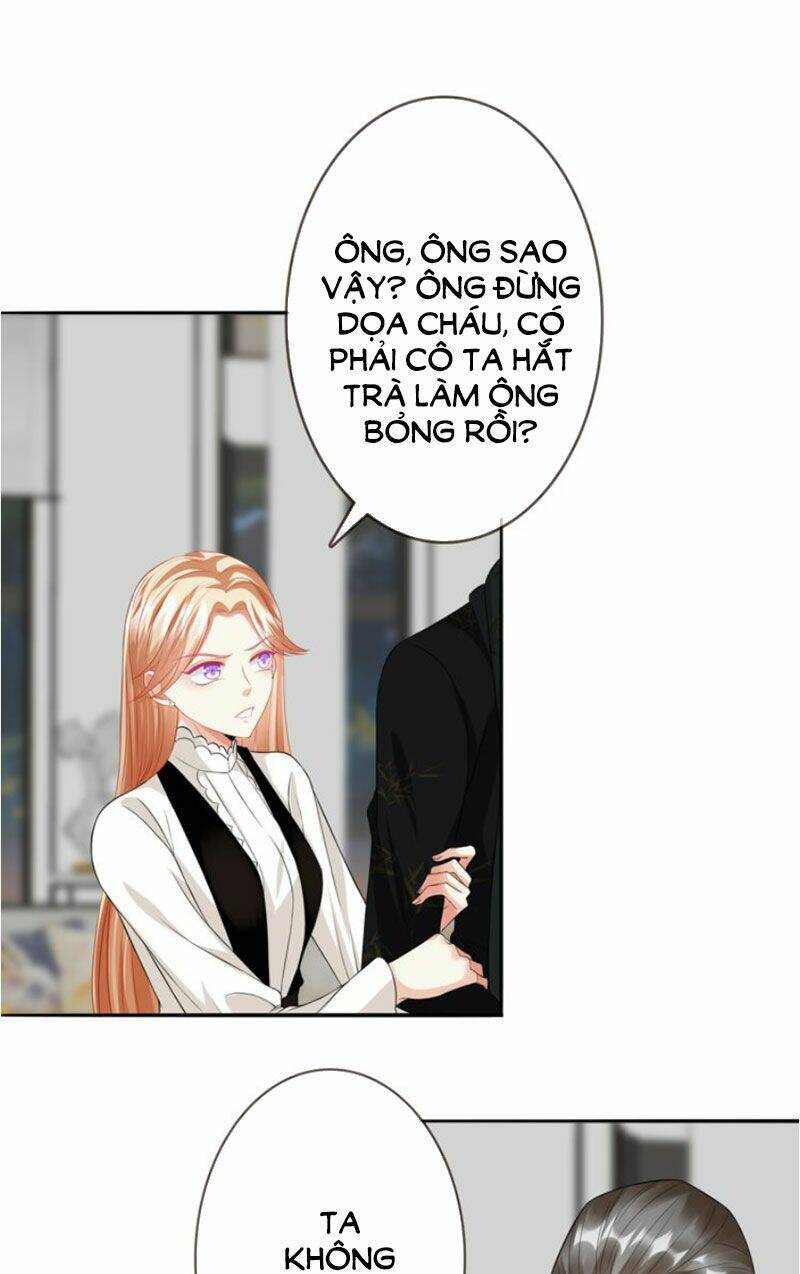 ÔNG, ÔNG SAO
VẬY? ÔNG ĐỪNG
DỌA CHÁU, CÓ
PHẢI CÔ TA HẮT
TRÀ LÀM ÔNG
BỎNG RỒI?
TA
KHÔNG